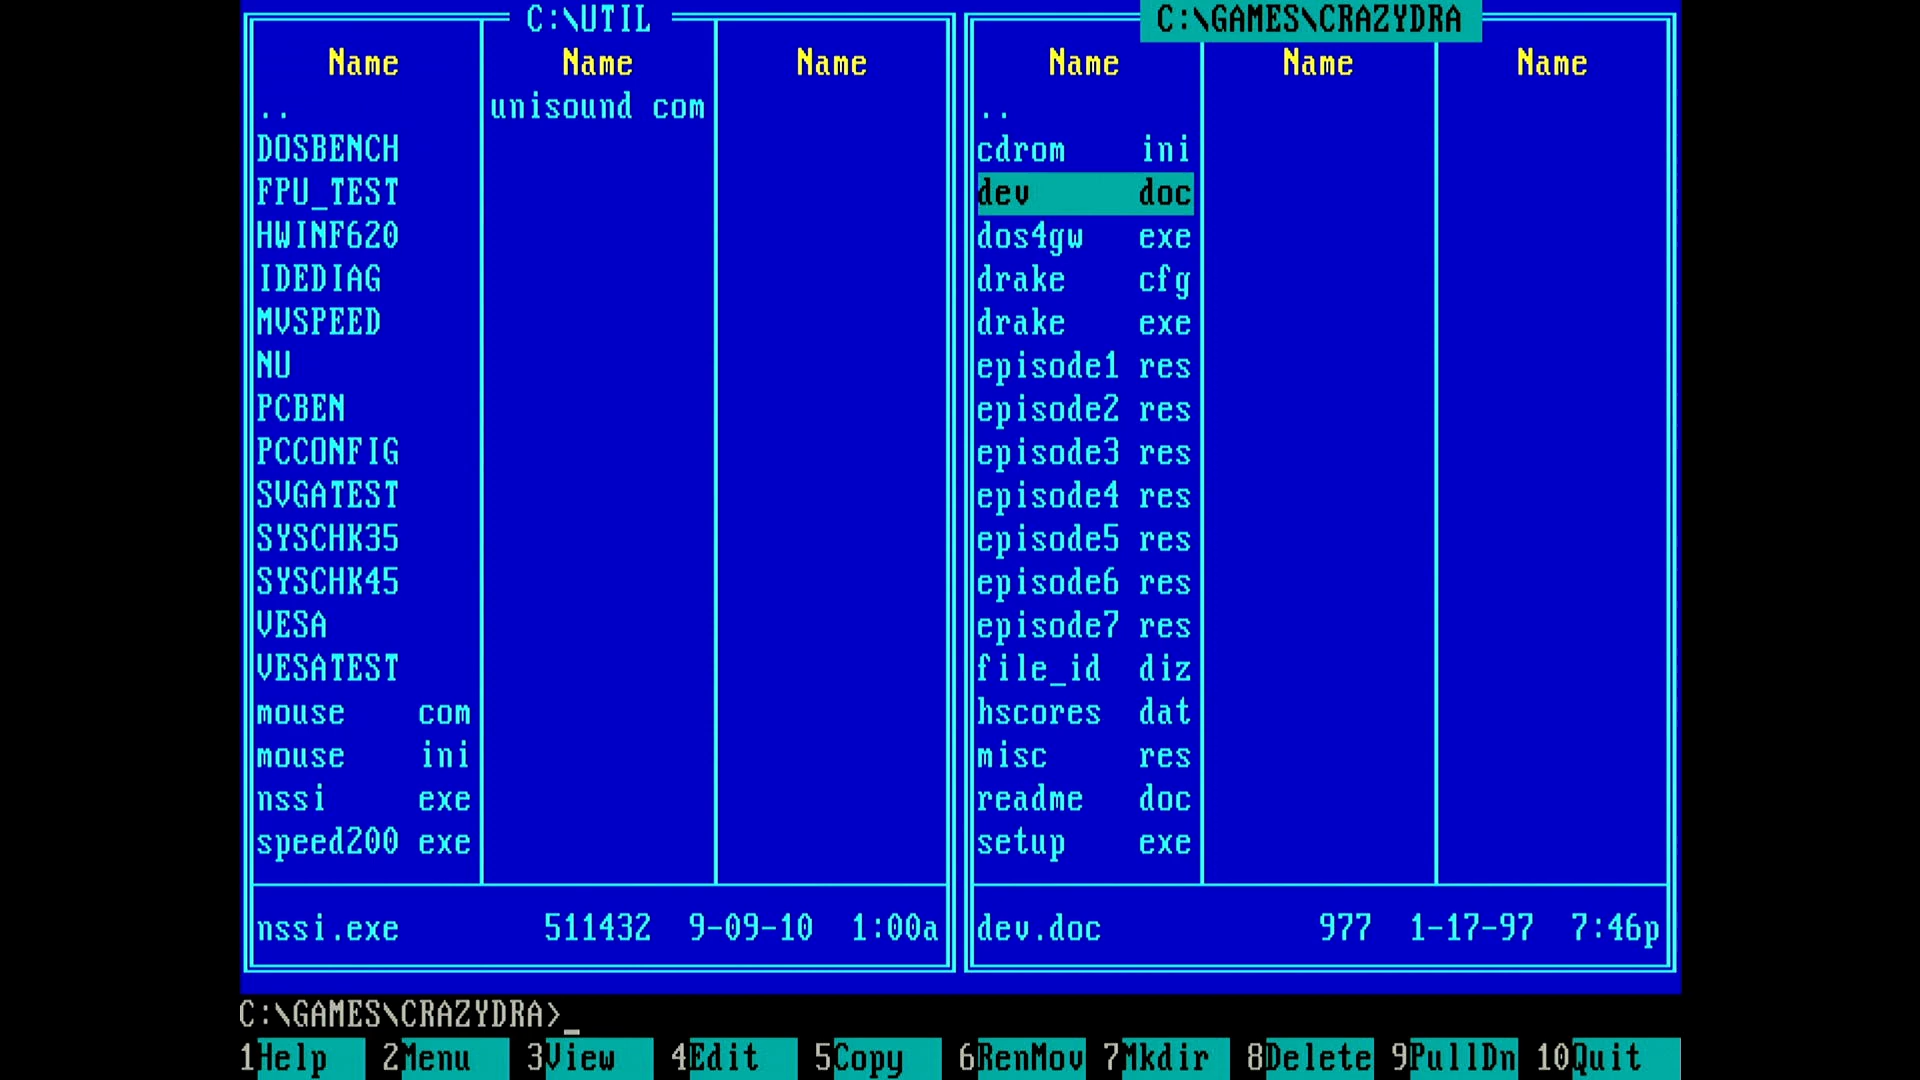 C:\UTIL
Name Name Name
.. unisound com
DOSBENCH
FPU_TEST
HWINF620
IDEDIAG
MVSPEED
NU
PCBEN
PCCONFIG
SVGATEST
SYSCHK35
SYSCHK45
VESA
VESATEST
mouse com
mouse ini
nssi exe
speed200 exe
nssi.exe 511432 9-09-10 1:00a
C:\GAMES\CRAZYDRA
Name Name Name
..
cdrom ini
dev doc
dos4gw exe
drake cfg
drake exe
episode1 res
episode2 res
episode3 res
episode4 res
episode5 res
episode6 res
episode7 res
file_id diz
hscores dat
misc res
readme doc
setup exe
dev.doc 977 1-17-97 7:46p
C:\GAMES\CRAZYDRA>_
1Help 2Menu 3View 4Edit 5Copy 6RenMov 7Mkdir 8Delete 9PullDn 10Quit